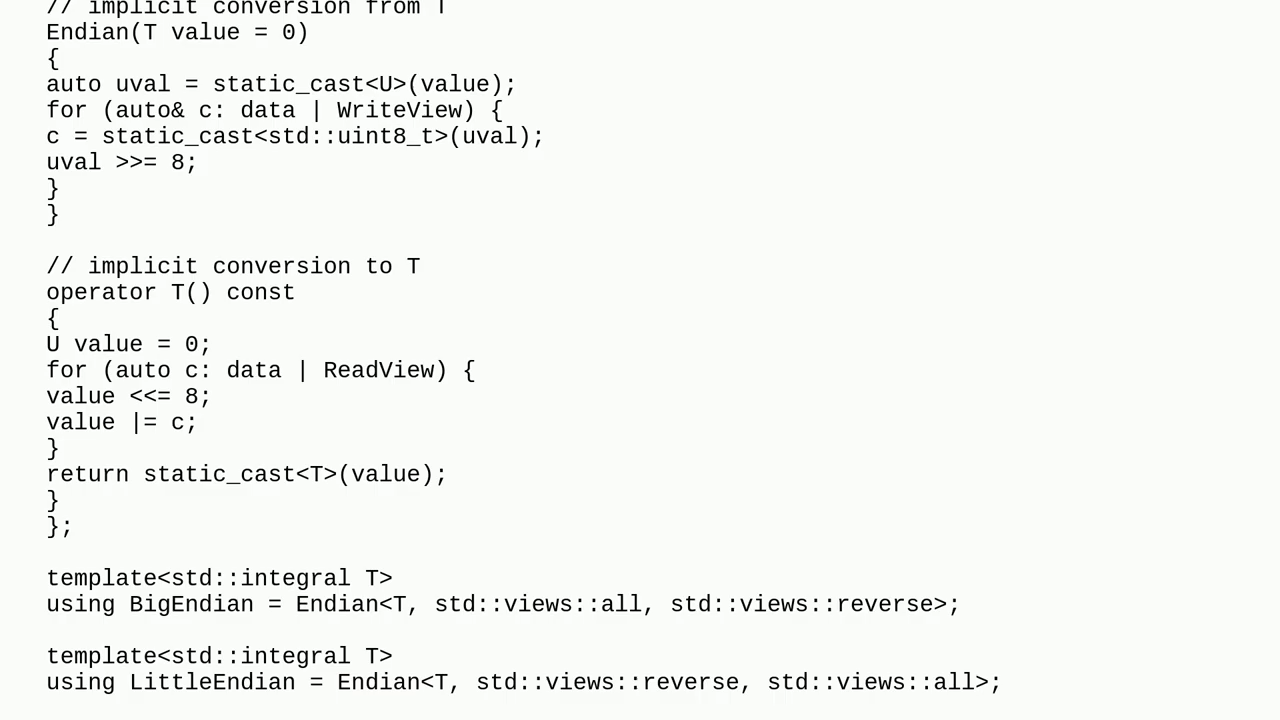 // implicit conversion from T
Endian(T value = 0)
{
auto uval = static_cast<U>(value);
for (auto& c: data | WriteView) {
c = static_cast<std::uint8_t>(uval);
uval >>= 8;
}
}
// implicit conversion to T
operator T() const
{
U value = 0;
for (auto c: data | ReadView) {
value <<= 8;
value |= c;
}
return static_cast<T>(value);
}
};
template<std::integral T>
using BigEndian = Endian<T, std::views::all, std::views::reverse>;
template<std::integral T>
using LittleEndian = Endian<T, std::views::reverse, std::views::all>;